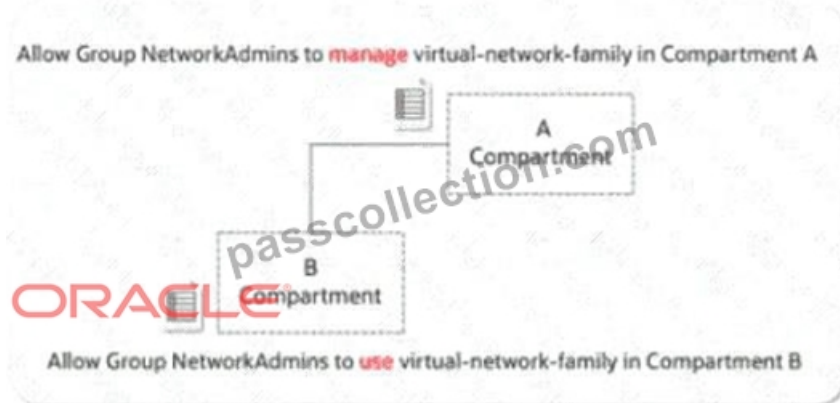 Allow Group NetworkAdmins to manage virtual-network-family in Compartment A
A
Compartment
passcollection.com
B
ORACLE
Compartment
Allow Group NetworkAdmins to use virtual-network-family in Compartment B